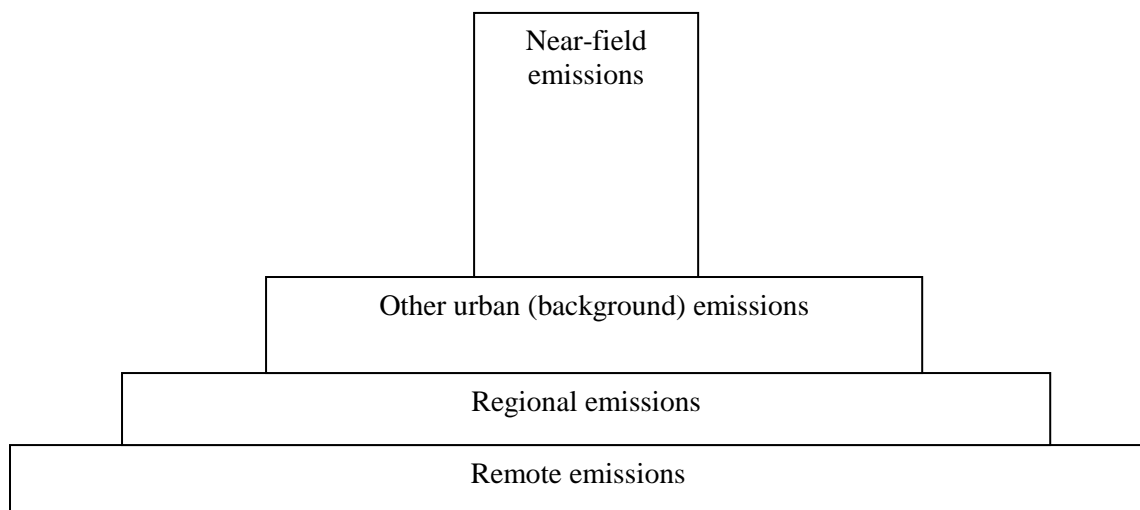 Near-field
emissions
Other urban (background) emissions
Regional emissions
Remote emissions